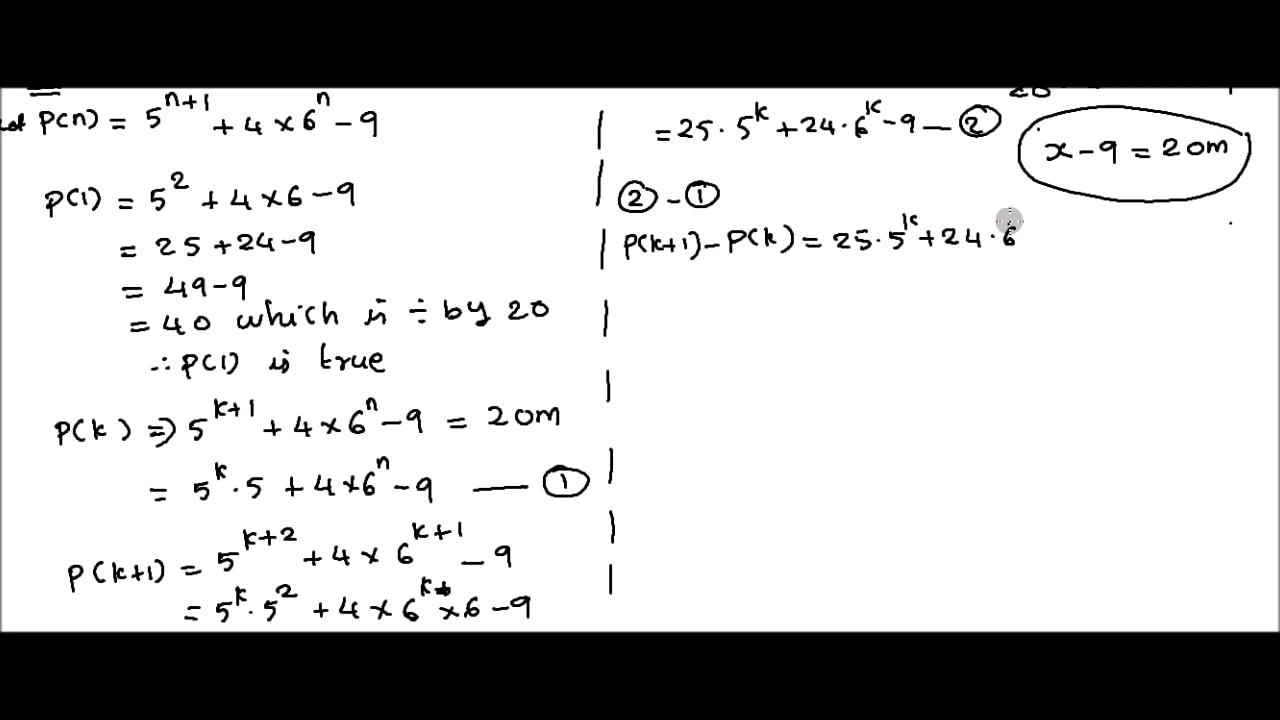 Let P(n) = 5^{n+1} + 4 × 6^n - 9
P(1) = 5^2 + 4 × 6 - 9
= 25 + 24 - 9
= 49 - 9
= 40 which is ÷ by 20
∴ P(1) is true
P(k) ⇒ 5^{k+1} + 4 × 6^n - 9 = 20m
= 5^k · 5 + 4 × 6^n - 9 — ①
P(k+1) = 5^{k+2} + 4 × 6^{k+1} - 9
= 5^k · 5^2 + 4 × 6^k × 6 - 9
= 25 · 5^k + 24 · 6^k - 9 — ②
② - ①
P(k+1) - P(k) = 25 · 5^k + 24 · 6
20
x - 9 = 20m